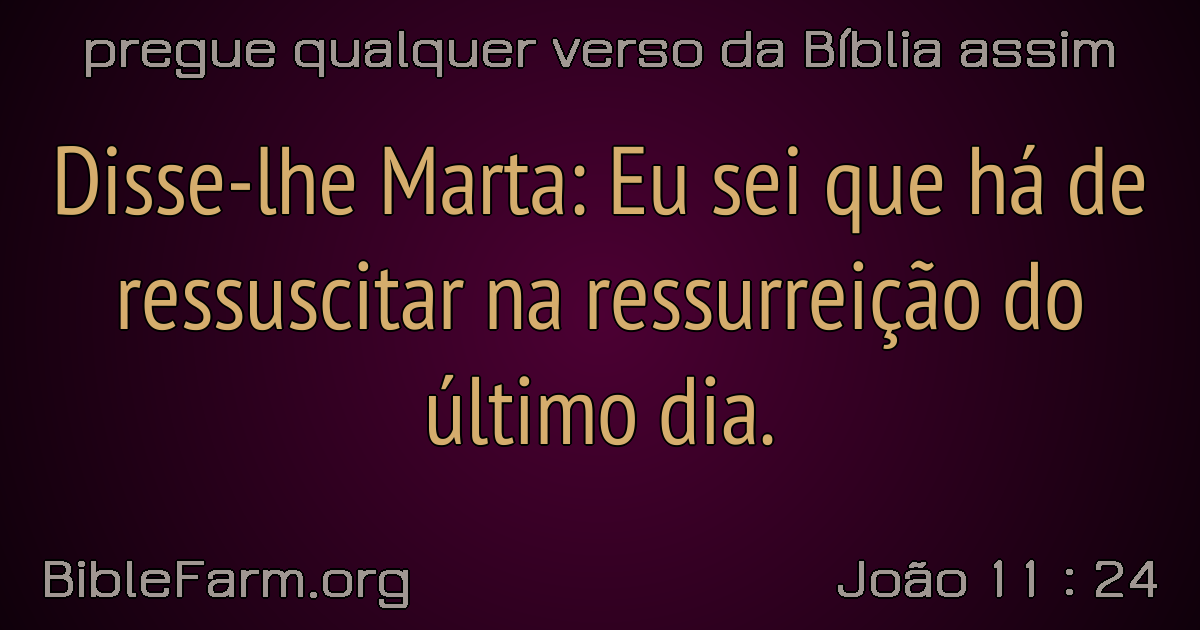 pregue qualquer verso da Bíblia assim
Disse-lhe Marta: Eu sei que há de
ressuscitar na ressurreição do
último dia.
BibleFarm.org
João 11 : 24